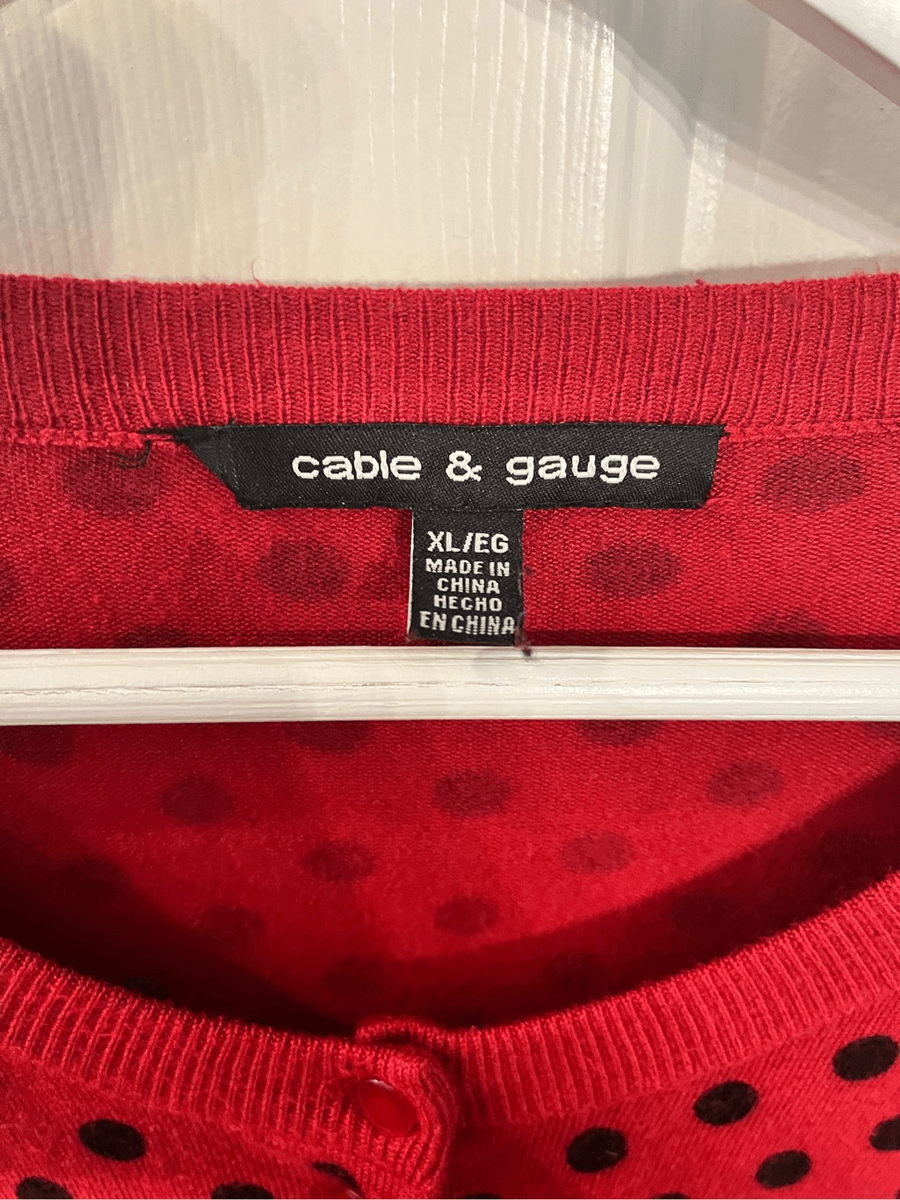 cable & gauge
XL/EG
MADE IN
CHINA
HECHO
EN CHINA